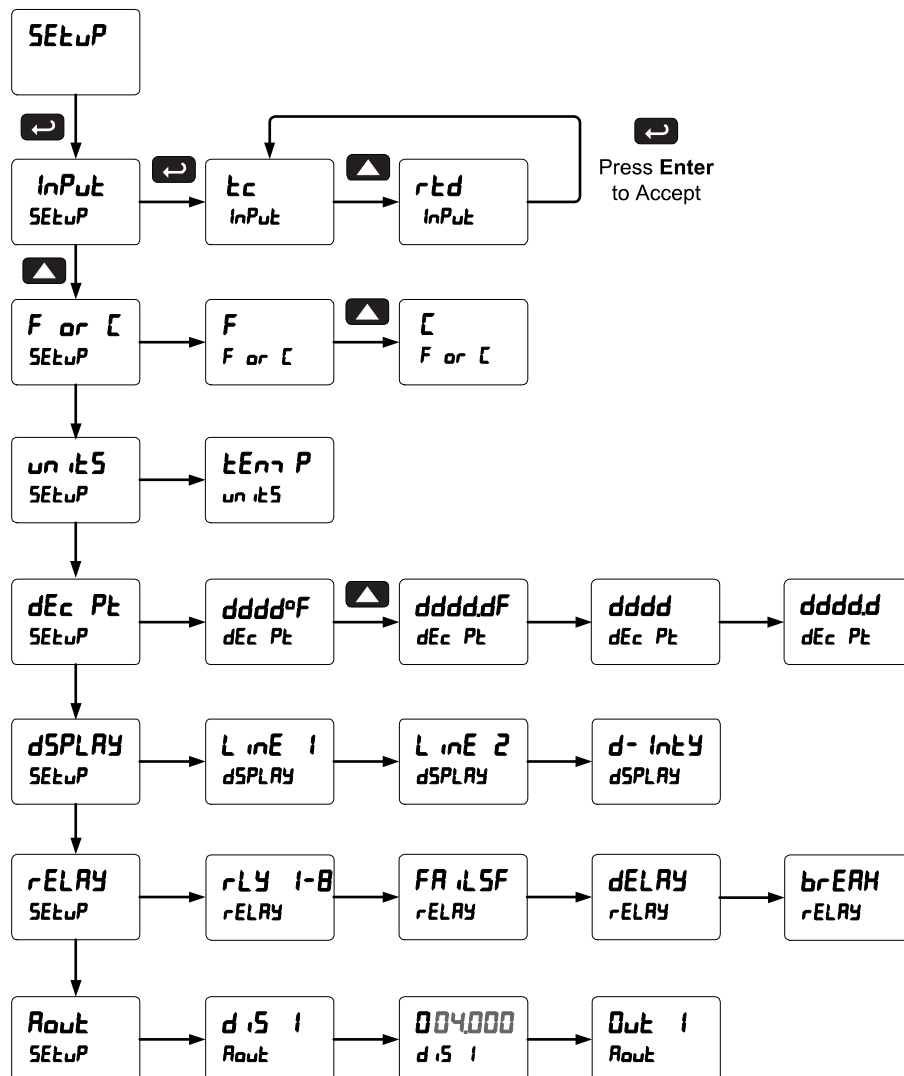 SEtuP
InPut
SEtuP
tc
InPut
rtd
InPut
Press Enter
to Accept
F or C
SEtuP
F
F or C
C
F or C
unitS
SEtuP
tEmP
unitS
dEc Pt
SEtuP
dddd°F
dEc Pt
dddd.dF
dEc Pt
dddd
dEc Pt
dddd.d
dEc Pt
dSPLAY
SEtuP
LinE 1
dSPLAY
LinE 2
dSPLAY
d-IntY
dSPLAY
rELAY
SEtuP
rLY 1-8
rELAY
FAiLSF
rELAY
dELAY
rELAY
brEAK
rELAY
Aout
SEtuP
diS 1
Aout
004.000
diS 1
Out 1
Aout